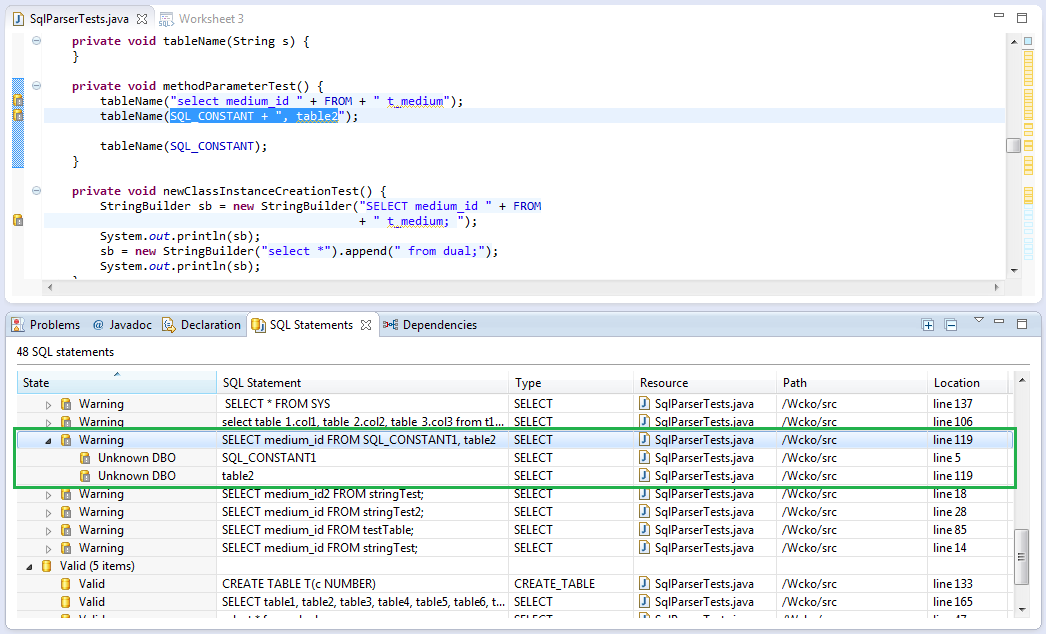 SqlParserTests.java Worksheet 3
private void tableName(String s) {
}
private void methodParameterTest() {
tableName("select medium_id " + FROM + " t_medium");
tableName(SQL_CONSTANT + ", table2");
tableName(SQL_CONSTANT);
}
private void newClassInstanceCreationTest() {
StringBuilder sb = new StringBuilder("SELECT medium_id " + FROM
+ " t_medium; ");
System.out.println(sb);
sb = new StringBuilder("select *").append(" from dual;");
System.out.println(sb);
Problems @ Javadoc Declaration SQL Statements Dependencies
48 SQL statements
State SQL Statement Type Resource Path Location
Warning SELECT * FROM SYS SELECT SqlParserTests.java /Wcko/src line 137
Warning select table 1.col1, table 2.col2, table 3.col3 from t1... SELECT SqlParserTests.java /Wcko/src line 106
Warning SELECT medium_id FROM SQL_CONSTANT1, table2 SELECT SqlParserTests.java /Wcko/src line 119
Unknown DBO SQL_CONSTANT1 SELECT SqlParserTests.java /Wcko/src line 5
Unknown DBO table2 SELECT SqlParserTests.java /Wcko/src line 119
Warning SELECT medium_id2 FROM stringTest; SELECT SqlParserTests.java /Wcko/src line 18
Warning SELECT medium_id FROM stringTest2; SELECT SqlParserTests.java /Wcko/src line 28
Warning SELECT medium_id FROM testTable; SELECT SqlParserTests.java /Wcko/src line 85
Warning SELECT medium_id FROM stringTest; SELECT SqlParserTests.java /Wcko/src line 14
Valid (5 items)
Valid CREATE TABLE T(c NUMBER) CREATE_TABLE SqlParserTests.java /Wcko/src line 133
Valid SELECT table1, table2, table3, table4, table5, table6, t... SELECT SqlParserTests.java /Wcko/src line 165